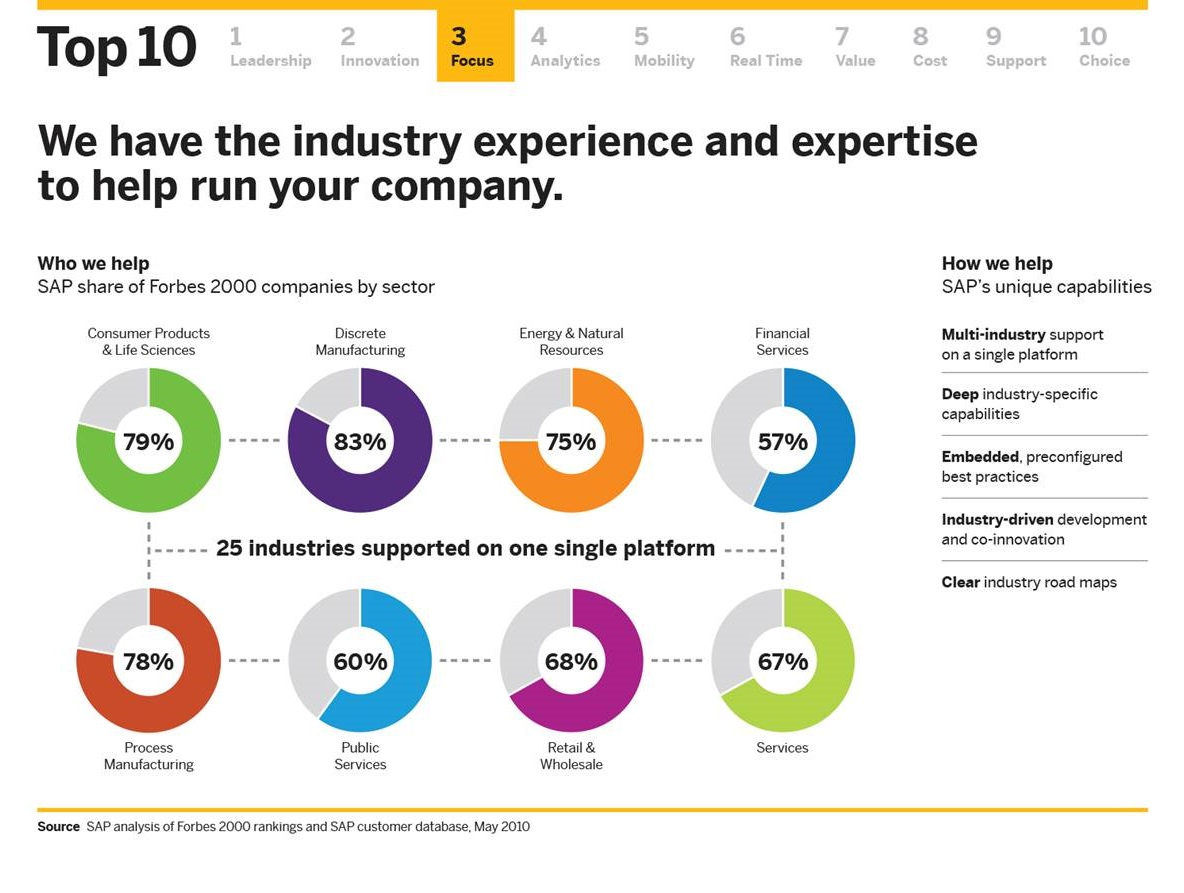 Top 10
1
Leadership
2
Innovation
3
Focus
4
Analytics
5
Mobility
6
Real Time
7
Value
8
Cost
9
Support
10
Choice
We have the industry experience and expertise
to help run your company.
Who we help
SAP share of Forbes 2000 companies by sector
Consumer Products
& Life Sciences
79%
Discrete
Manufacturing
83%
Energy & Natural
Resources
75%
Financial
Services
57%
25 industries supported on one single platform
78%
Process
Manufacturing
60%
Public
Services
68%
Retail &
Wholesale
67%
Services
How we help
SAP’s unique capabilities
Multi-industry support
on a single platform
Deep industry-specific
capabilities
Embedded, preconfigured
best practices
Industry-driven development
and co-innovation
Clear industry road maps
Source SAP analysis of Forbes 2000 rankings and SAP customer database, May 2010